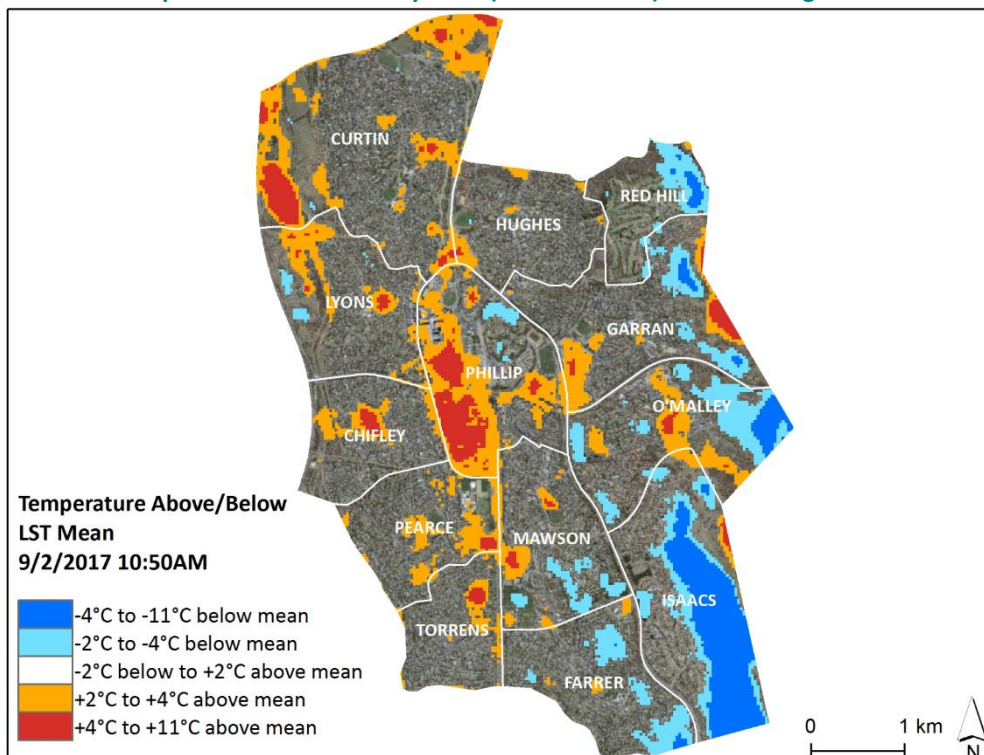 CURTIN
RED HILL
HUGHES
LYONS
GARRAN
PHILLIP
O'MALLEY
CHIFLEY
Temperature Above/Below
LST Mean
9/2/2017 10:50AM
PEARCE
MAWSON
ISAACS
TORRENS
FARRER
-4°C to -11°C below mean
-2°C to -4°C below mean
-2°C below to +2°C above mean
+2°C to +4°C above mean
+4°C to +11°C above mean
0 1 km
N